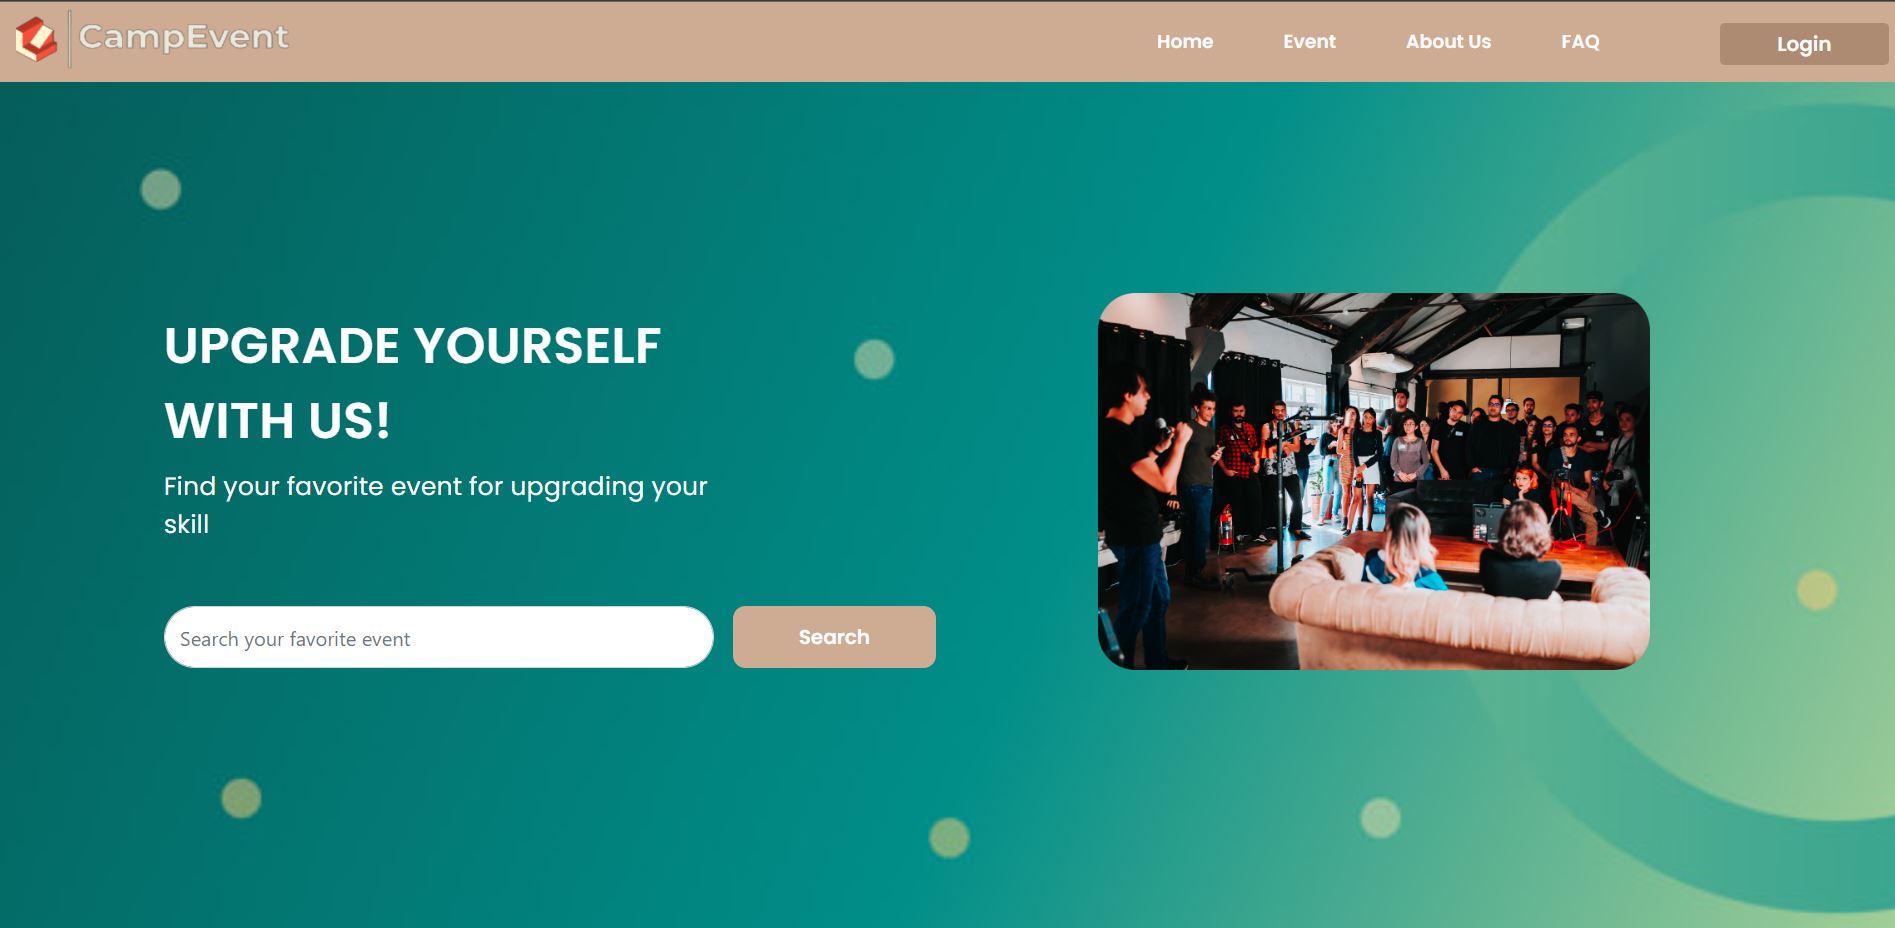 CampEvent
Home
Event
About Us
FAQ
Login
UPGRADE YOURSELF
WITH US!
Find your favorite event for upgrading your
skill
Search your favorite event
Search